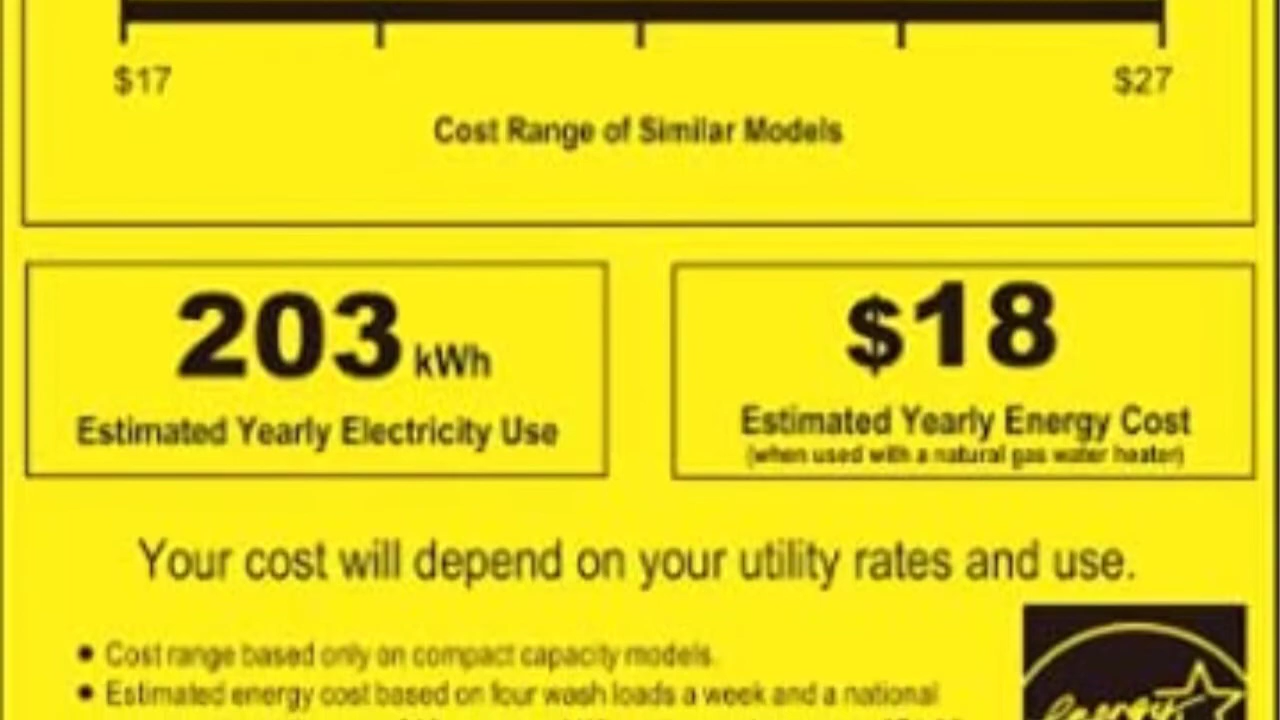 $17 $27
Cost Range of Similar Models
203 kWh
Estimated Yearly Electricity Use
$18
Estimated Yearly Energy Cost
(when used with a natural gas water heater)
Your cost will depend on your utility rates and use.
● Cost range based only on compact capacity models.
● Estimated energy cost based on four wash loads a week and a national
energy